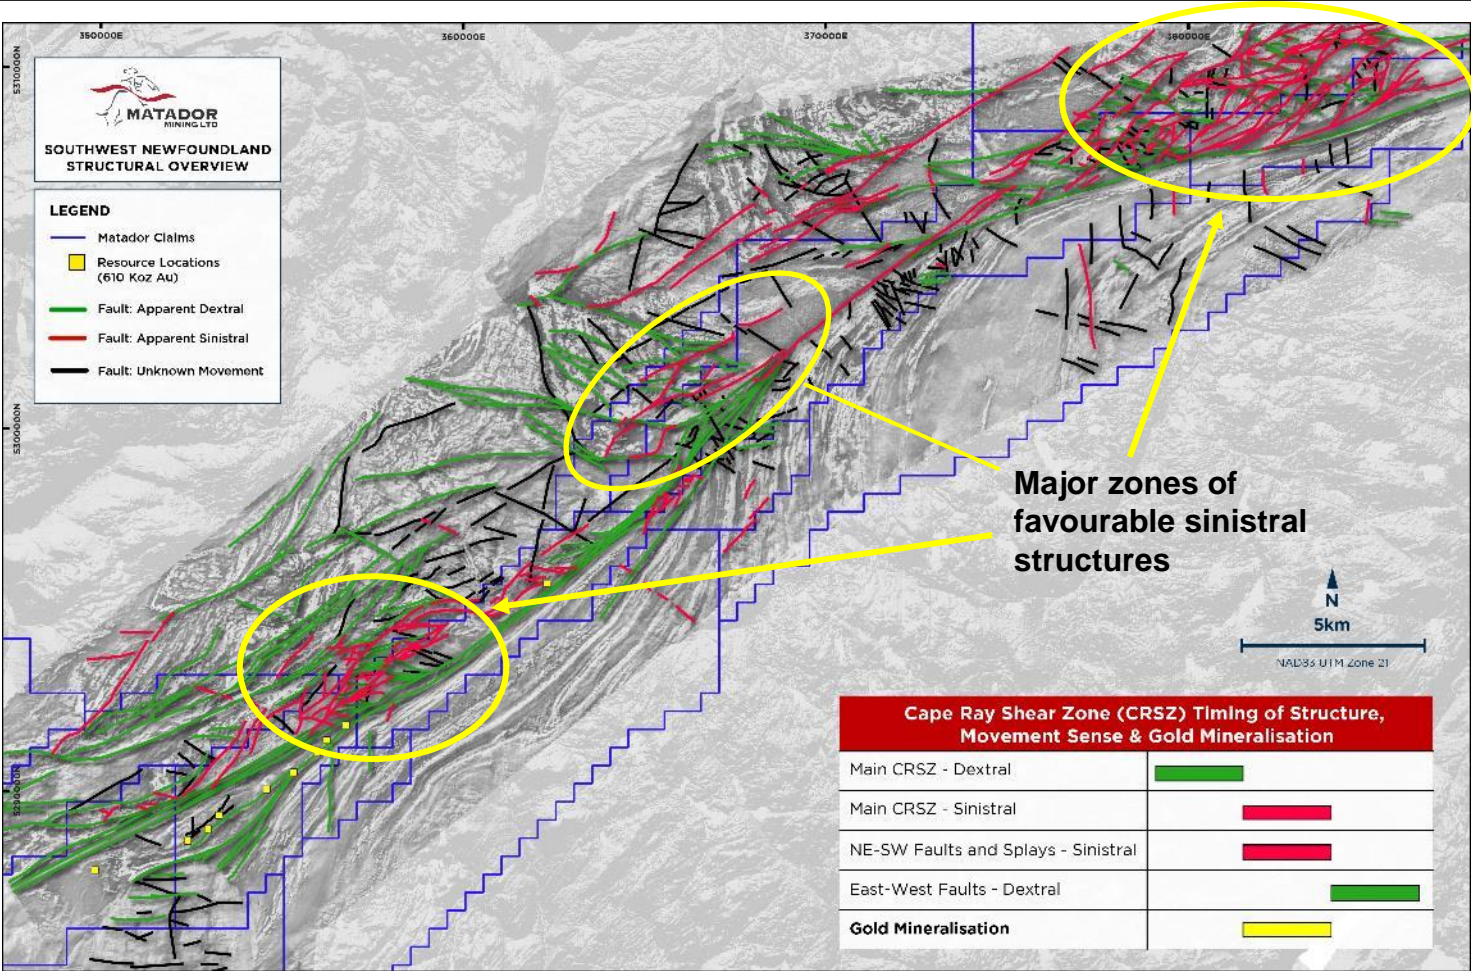 350000E
360000E
370000E
380000E
5310000N
5300000N
5290000N
MATADOR
MINING LTD
SOUTHWEST NEWFOUNDLAND
STRUCTURAL OVERVIEW
LEGEND
Matador Claims
Resource Locations
(610 Koz Au)
Fault: Apparent Dextral
Fault: Apparent Sinistral
Fault: Unknown Movement
Major zones of
favourable sinistral
structures
N
5km
NAD83 UTM Zone 21
Cape Ray Shear Zone (CRSZ) Timing of Structure,
Movement Sense & Gold Mineralisation
Main CRSZ - Dextral
Main CRSZ - Sinistral
NE-SW Faults and Splays - Sinistral
East-West Faults - Dextral
Gold Mineralisation